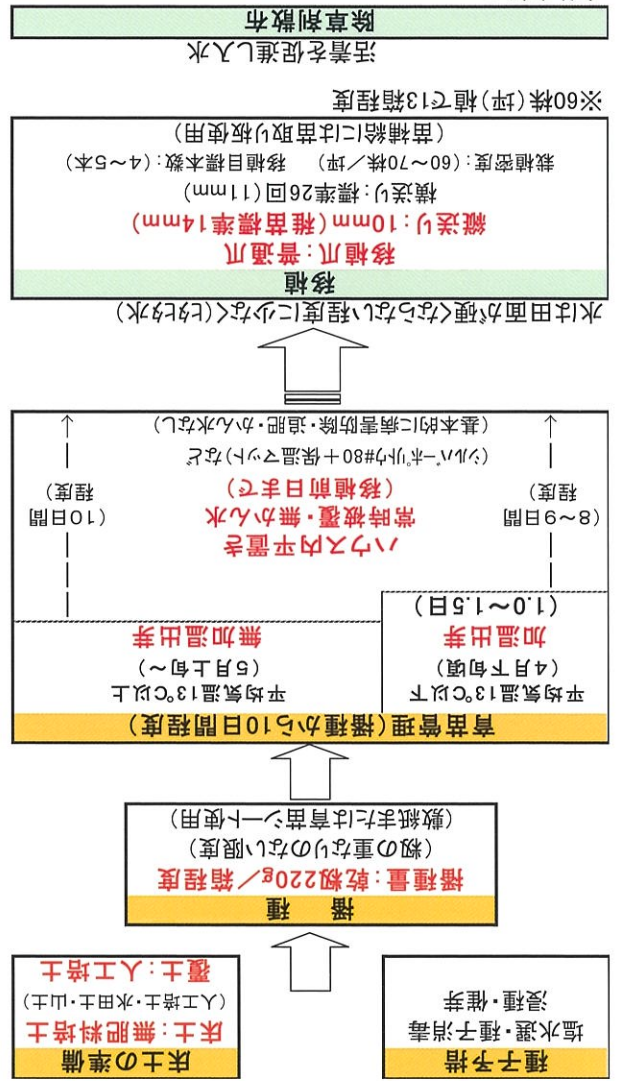 種子予措
塩水選・種子消毒
浸種・催芽
床土の準備
床土：無肥料培土
（人工培土・水田土・山土）
覆土：人工培土
播　種
播種量：乾籾220g／箱程度
（籾の重なりのない限度）
（敷紙または育苗シート使用）
育苗管理（播種から10日間程度）
平均気温13℃以下
（4月下旬頃）
加温出芽
（1.0～1.5日）
平均気温13℃以上
（5月上旬～）
無加温出芽
（8～9日間
程度）
（10日間
程度）
ハウス内平置き
常時被覆・無かん水
（移植前日まで）
（シルバーポリトウ#80＋保温マット）など
（基本的に病害防除・追肥・かん水なし）
水は田面が硬くならない程度に少なく（ヒタヒタ水）
移植
移植爪：普通爪
縦送り：10mm（稚苗標準14mm）
横送り：標準26回（11mm）
栽植密度：（60～70株／坪）　移植目標本数：（4～5本）
（苗補給には苗取り板使用）
※60株（坪）植で13箱程度
活着を促進し入水
除草剤散布